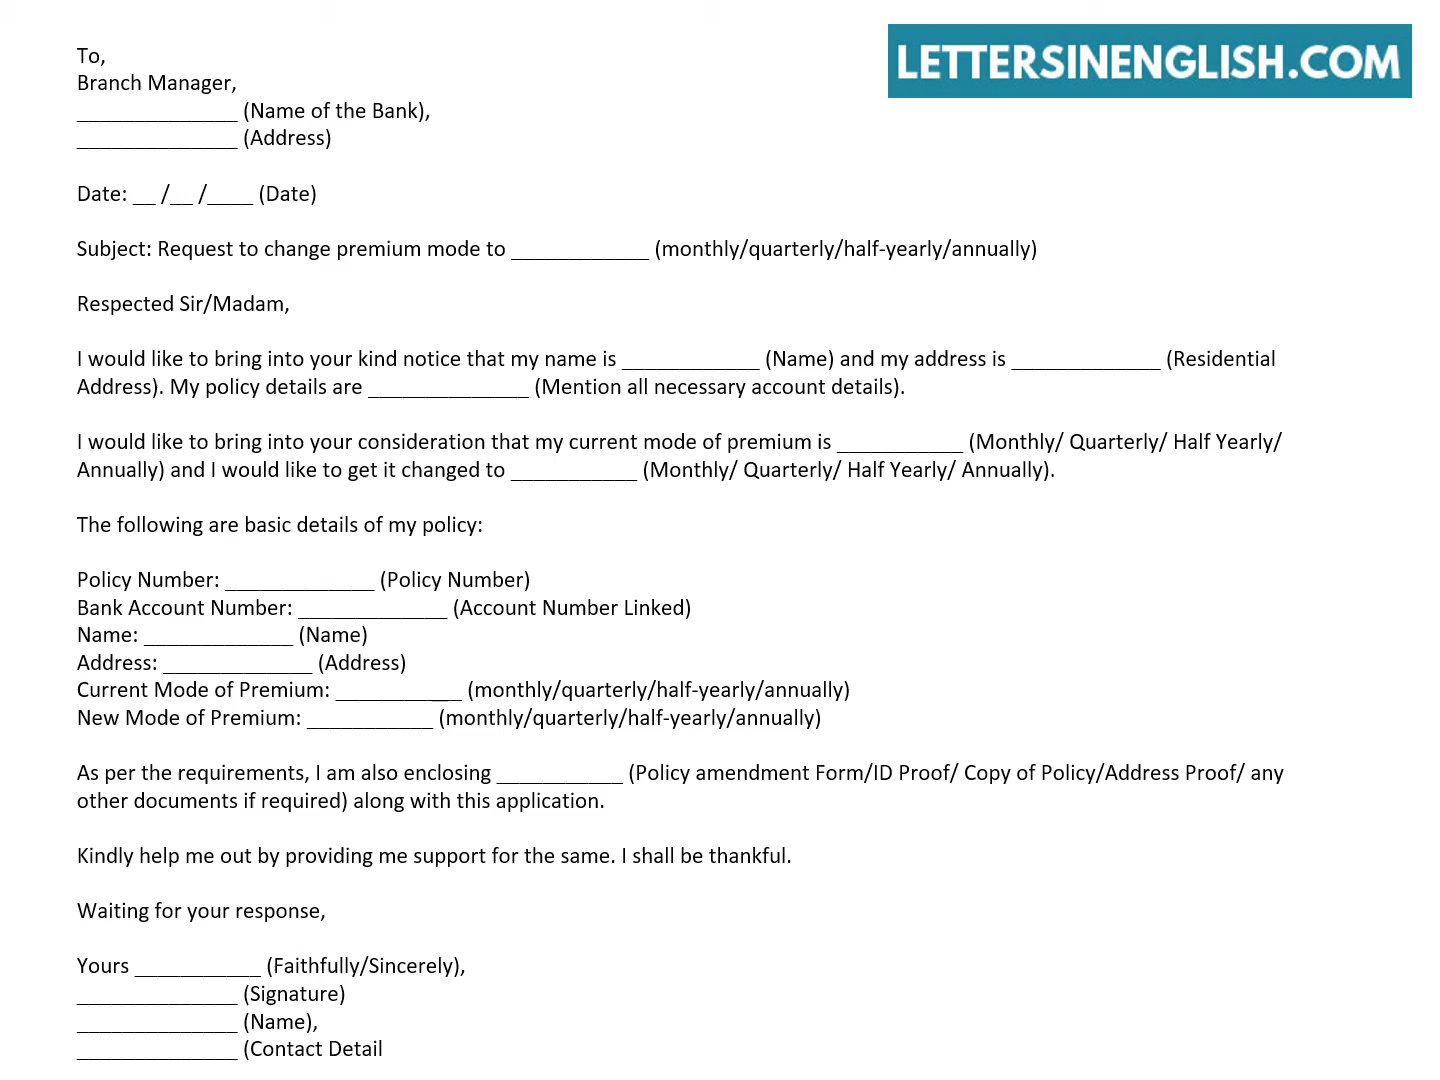 LETTERSINENGLISH.COM
To,
Branch Manager,
______________ (Name of the Bank),
______________ (Address)
Date: __ /__ /____ (Date)
Subject: Request to change premium mode to ____________ (monthly/quarterly/half-yearly/annually)
Respected Sir/Madam,
I would like to bring into your kind notice that my name is ____________ (Name) and my address is _____________ (Residential
Address). My policy details are ______________ (Mention all necessary account details).
I would like to bring into your consideration that my current mode of premium is ___________ (Monthly/ Quarterly/ Half Yearly/
Annually) and I would like to get it changed to ___________ (Monthly/ Quarterly/ Half Yearly/ Annually).
The following are basic details of my policy:
Policy Number: _____________ (Policy Number)
Bank Account Number: _____________ (Account Number Linked)
Name: _____________ (Name)
Address: _____________ (Address)
Current Mode of Premium: ___________ (monthly/quarterly/half-yearly/annually)
New Mode of Premium: ___________ (monthly/quarterly/half-yearly/annually)
As per the requirements, I am also enclosing ___________ (Policy amendment Form/ID Proof/ Copy of Policy/Address Proof/ any
other documents if required) along with this application.
Kindly help me out by providing me support for the same. I shall be thankful.
Waiting for your response,
Yours ___________ (Faithfully/Sincerely),
______________ (Signature)
______________ (Name),
______________ (Contact Detail